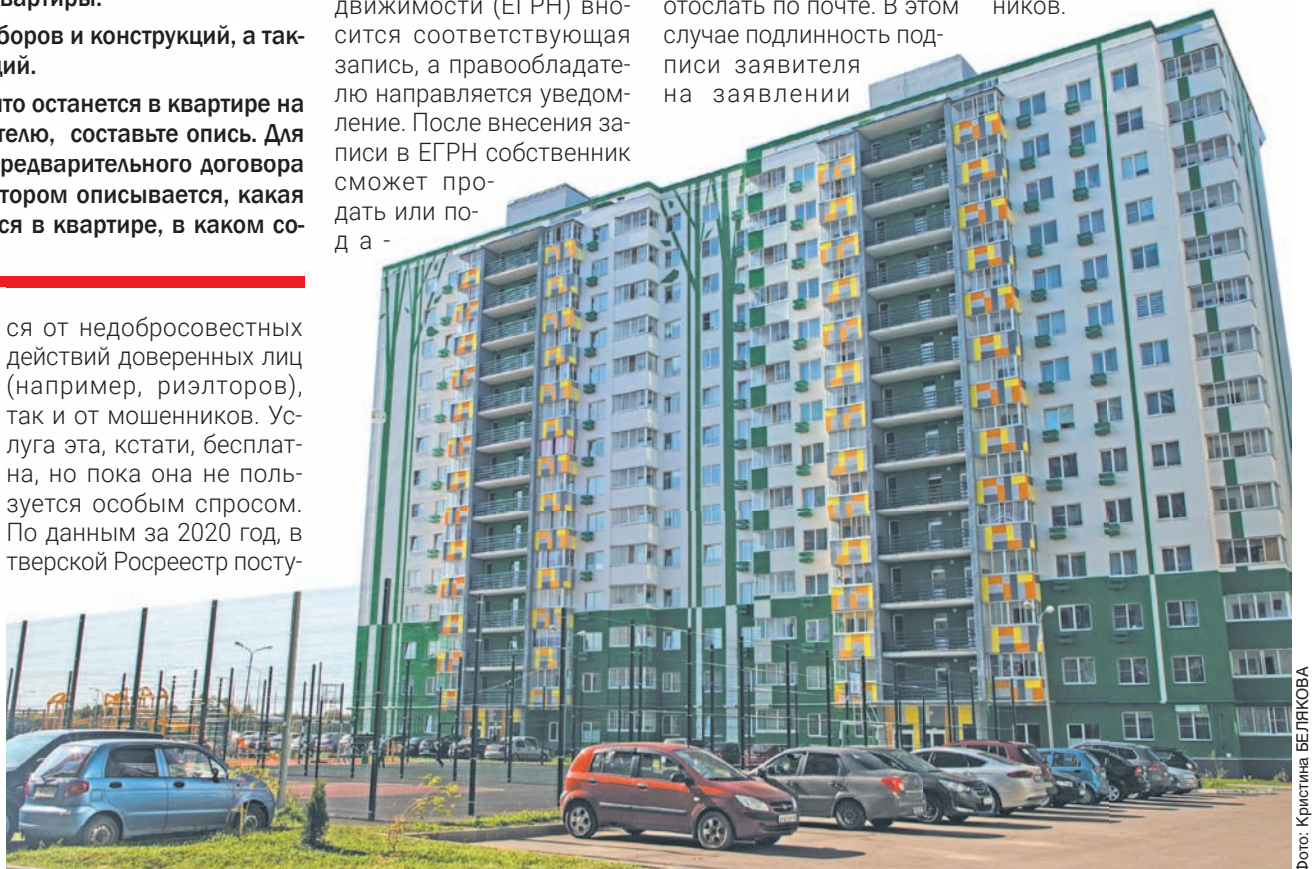 вартиры.
боров и конструкций, а так-
ций.
что останется в квартире на
телю, составьте опись. Для
редварительного договора
тором описывается, какая
ся в квартире, в каком со-
ся от недобросовестных
действий доверенных лиц
(например, риэлторов),
так и от мошенников. Ус-
луга эта, кстати, бесплат-
на, но пока она не поль-
зуется особым спросом.
По данным за 2020 год, в
тверской Росреестр посту-
движимости (ЕГРН) вно-
сится соответствующая
запись, а правообладате-
лю направляется уведом-
ление. После внесения за-
писи в ЕГРН собственник
сможет про-
дать или по-
д а -
отослать по почте. В этом
случае подлинность под-
писи заявителя
на заявлении
ников.
Фото: Кристина БЕЛЯКОВА